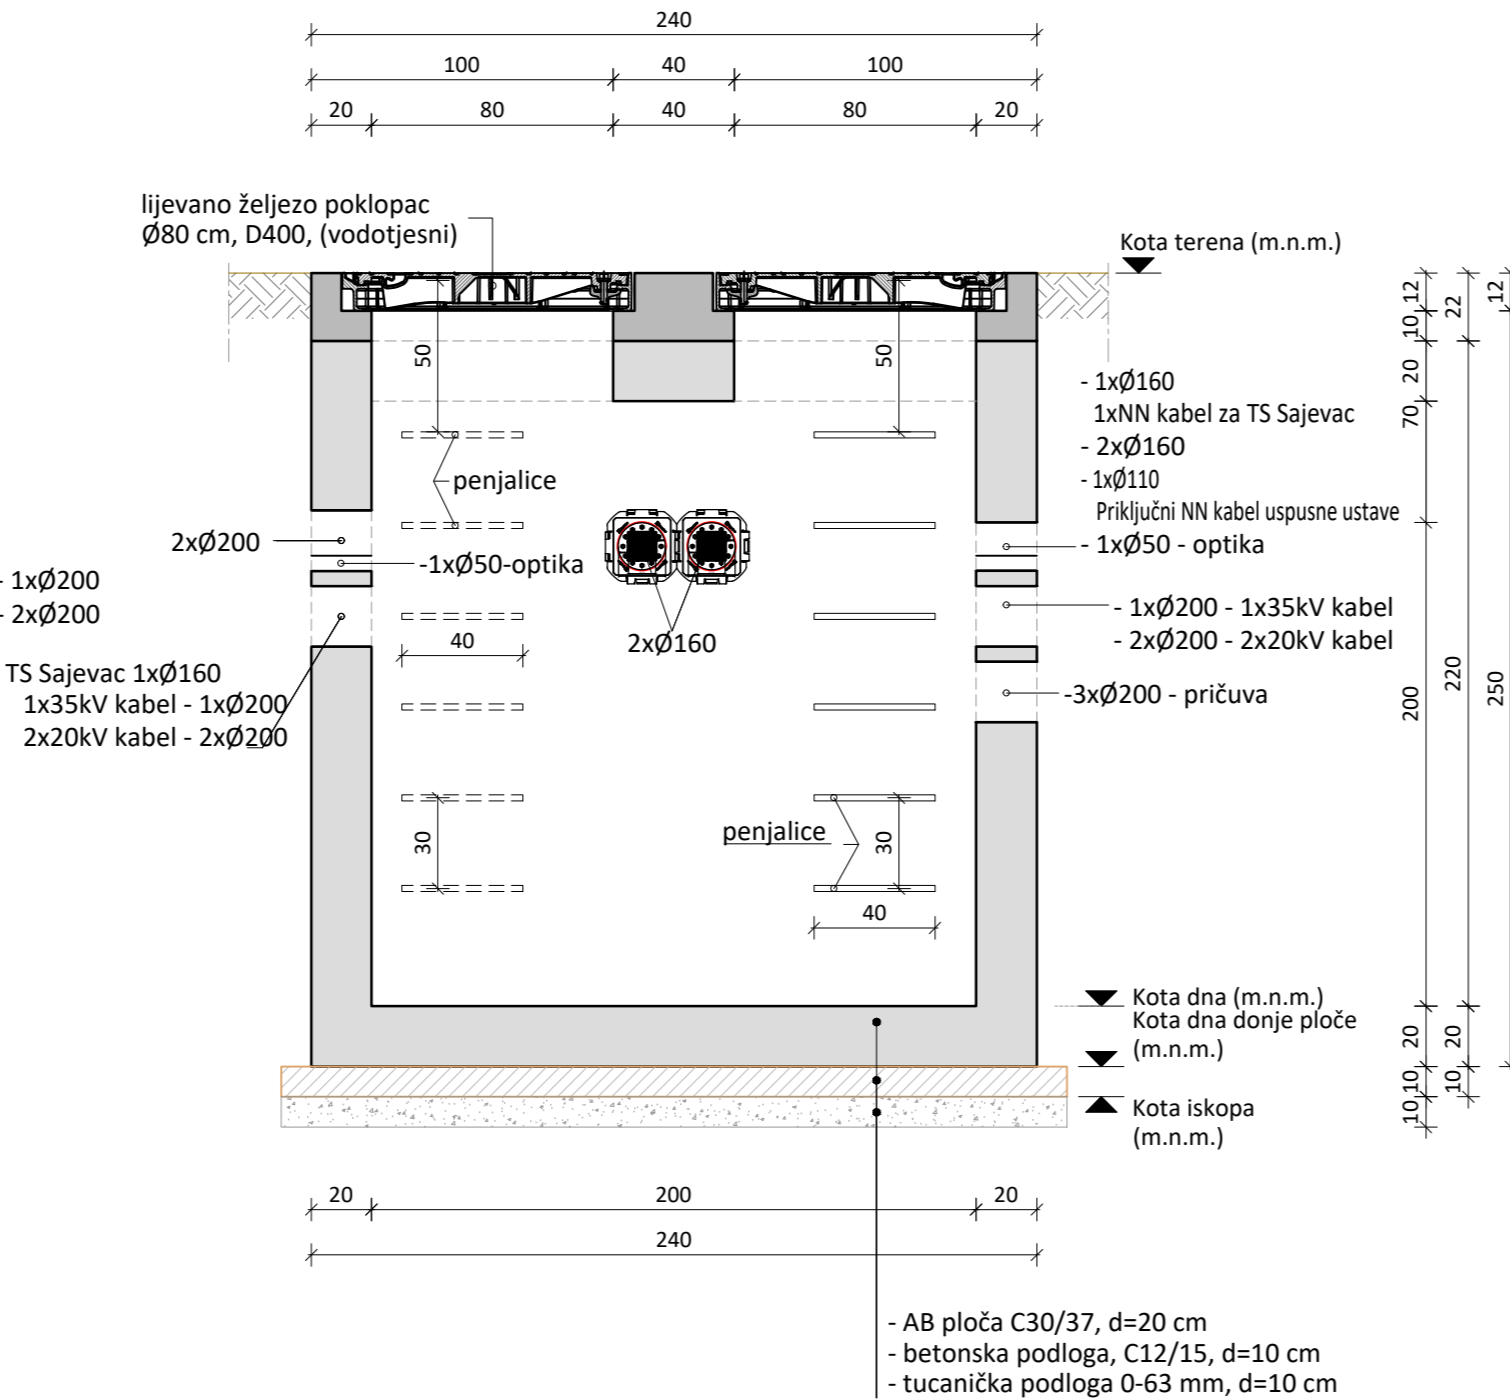 240
100 40 100
20 80 40 80 20
lijevano željezo poklopac
Ø80 cm, D400, (vodotjesni)
Kota terena (m.n.m.)
12
10
22
12
50
50
20
70
- 1xØ160
1xNN kabel za TS Sajevac
- 2xØ160
- 1xØ110
Priključni NN kabel uspusne ustave
- 1xØ50 - optika
penjalice
2xØ200
-1xØ50-optika
- 1xØ200
- 2xØ200
- 1xØ200 - 1x35kV kabel
- 2xØ200 - 2x20kV kabel
40
2xØ160
TS Sajevac 1xØ160
1x35kV kabel - 1xØ200
2x20kV kabel - 2xØ200
-3xØ200 - pričuva
200
220
250
30
penjalice
30
40
Kota dna (m.n.m.)
Kota dna donje ploče
(m.n.m.)
20
20
10
10
10
Kota iskopa
(m.n.m.)
20 200 20
240
- AB ploča C30/37, d=20 cm
- betonska podloga, C12/15, d=10 cm
- tucanička podloga 0-63 mm, d=10 cm